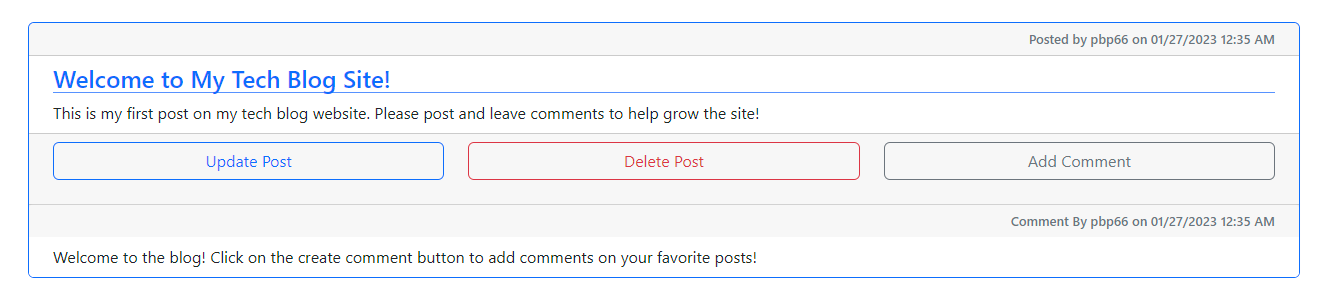 Posted by pbp66 on 01/27/2023 12:35 AM
Welcome to My Tech Blog Site!
This is my first post on my tech blog website. Please post and leave comments to help grow the site!
Update Post Delete Post Add Comment
Comment By pbp66 on 01/27/2023 12:35 AM
Welcome to the blog! Click on the create comment button to add comments on your favorite posts!